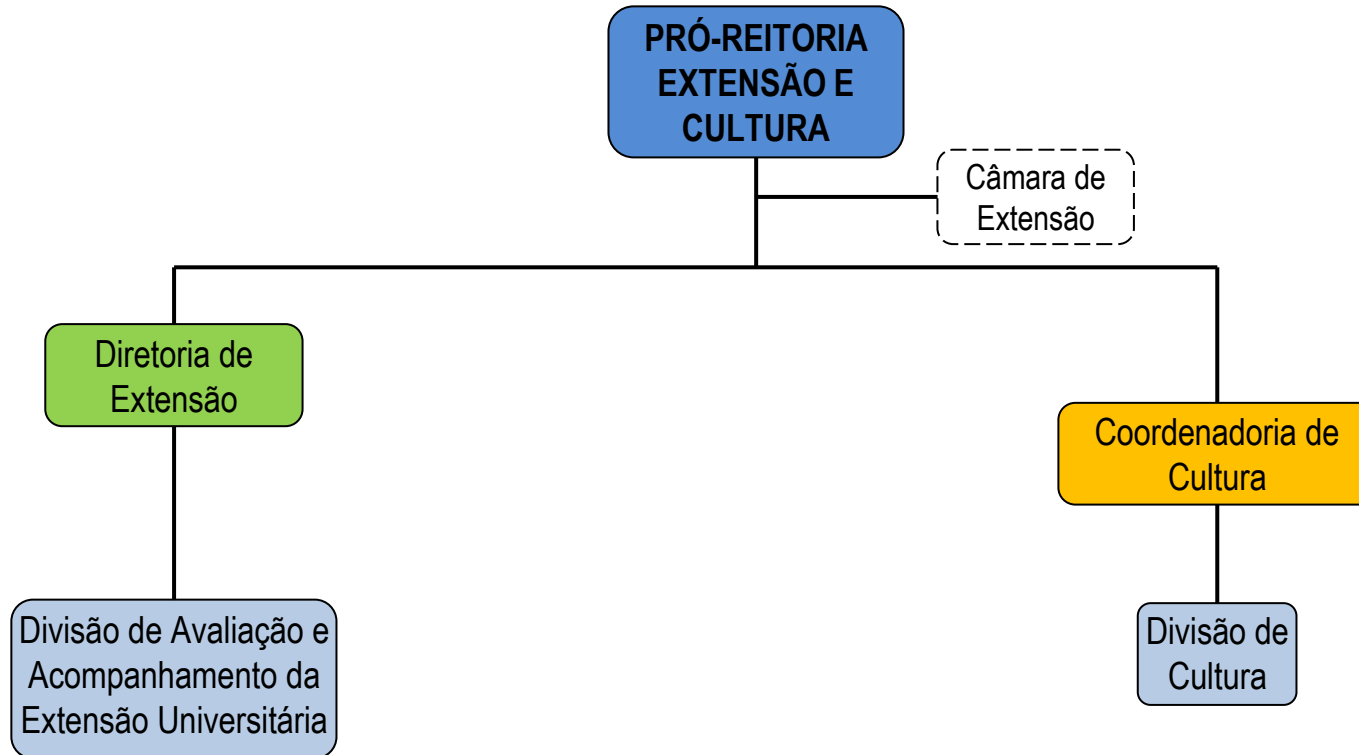 PRÓ-REITORIA
EXTENSÃO E
CULTURA
Câmara de
Extensão
Diretoria de
Extensão
Coordenadoria de
Cultura
Divisão de Avaliação e
Acompanhamento da
Extensão Universitária
Divisão de
Cultura